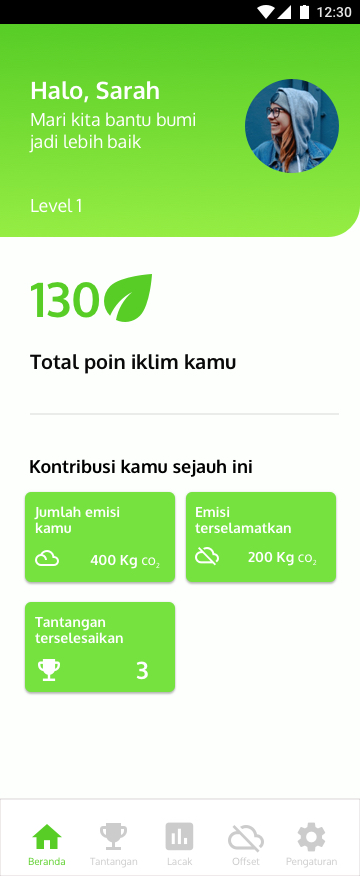 12:30
Halo, Sarah
Mari kita bantu bumi
jadi lebih baik
Level 1
130
Total poin iklim kamu
Kontribusi kamu sejauh ini
Jumlah emisi
kamu
400 Kg co₂
Emisi
terselamatkan
200 Kg co₂
Tantangan
terselesaikan
3
Beranda
Tantangan
Lacak
Offset
Pengaturan